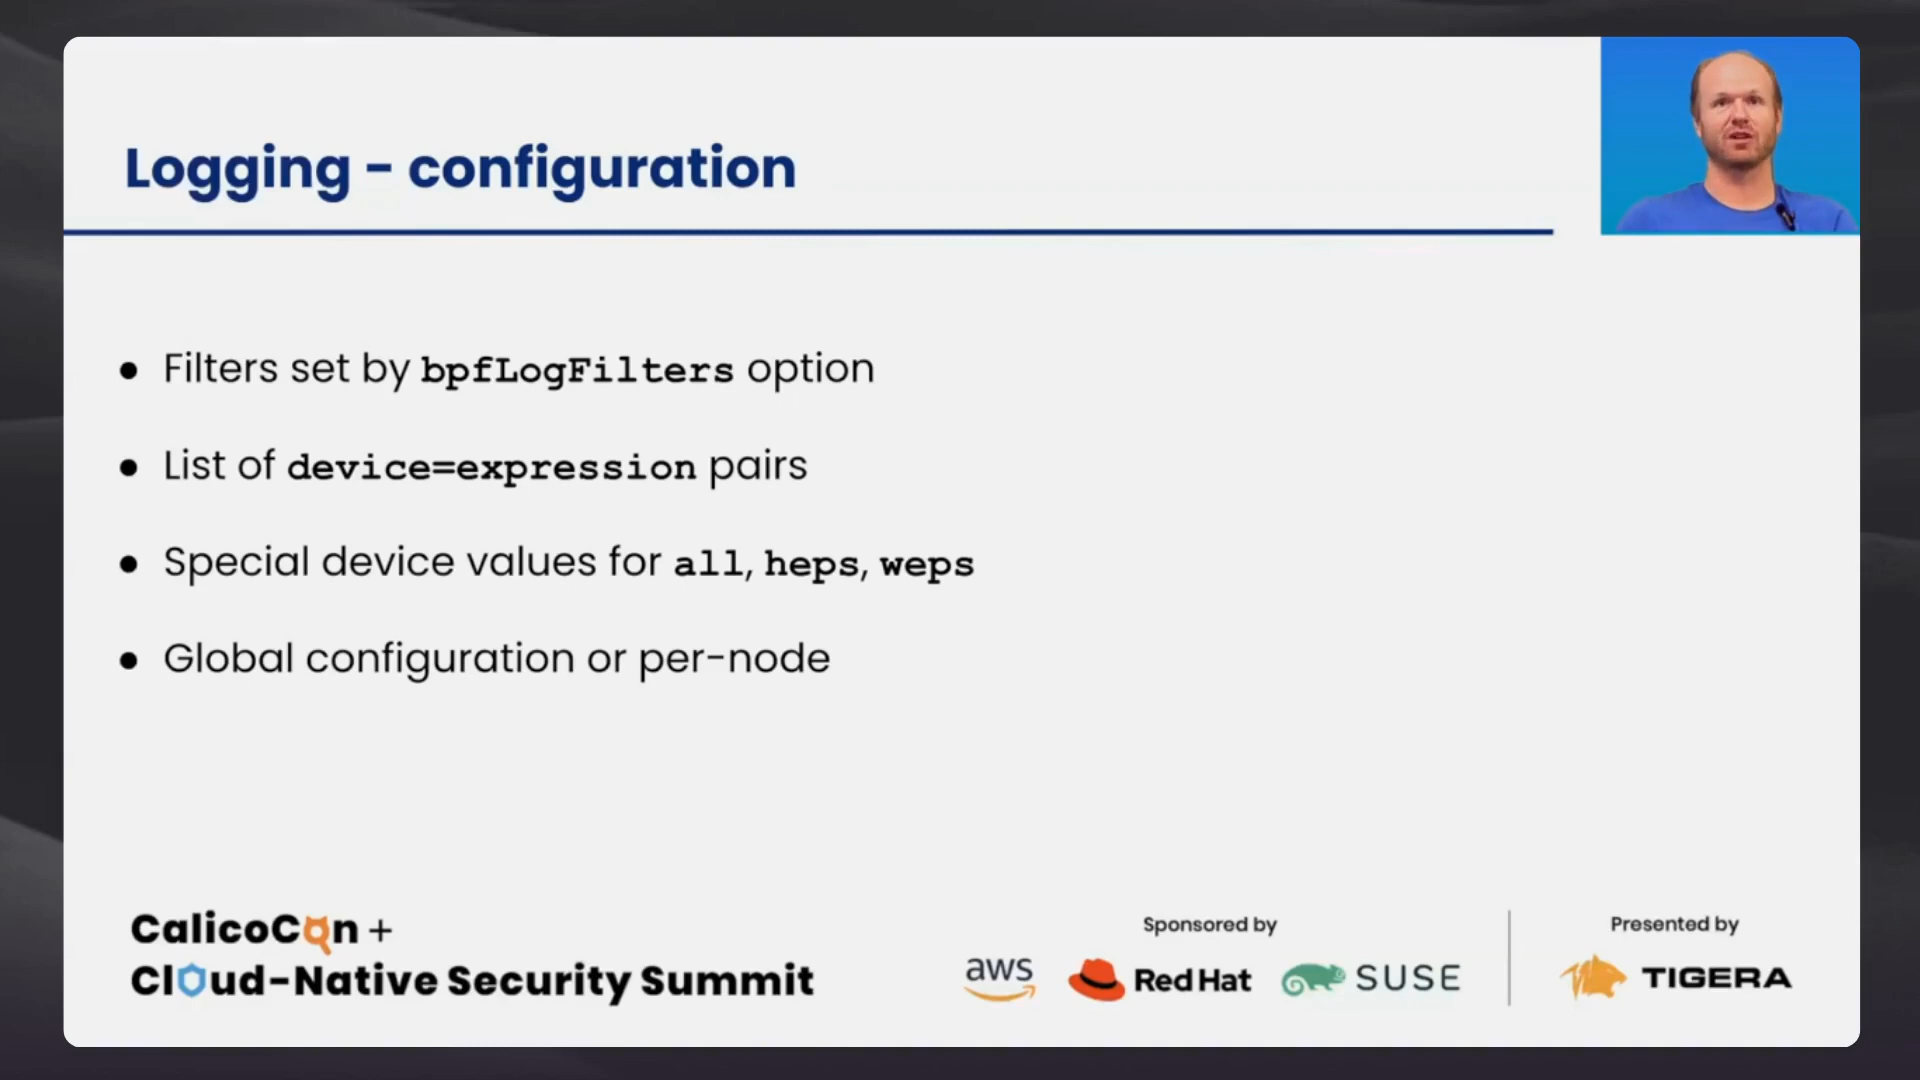 Logging - configuration
● Filters set by bpfLogFilters option
● List of device=expression pairs
● Special device values for all, heps, weps
● Global configuration or per-node
CalicoCon +
Cloud-Native Security Summit
Sponsored by
aws
Red Hat
SUSE
Presented by
TIGERA